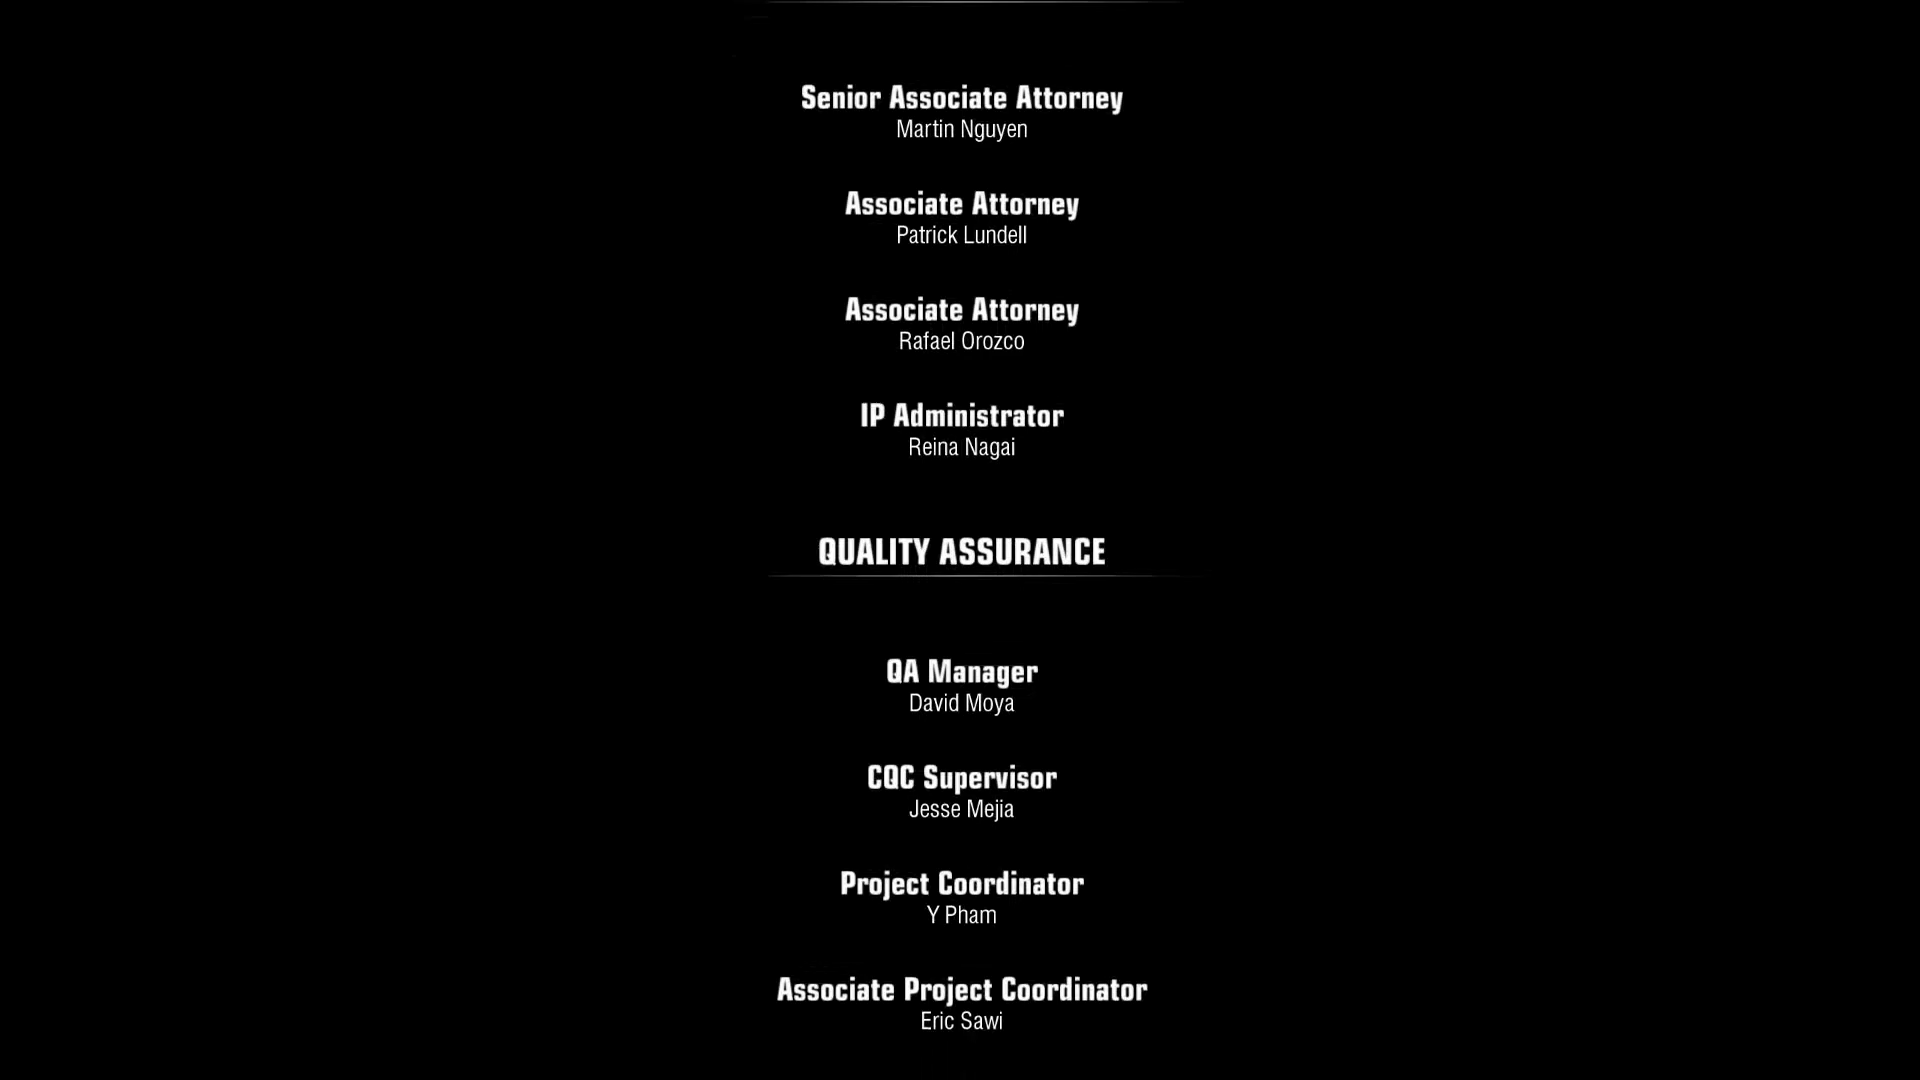 Senior Associate Attorney
Martin Nguyen
Associate Attorney
Patrick Lundell
Associate Attorney
Rafael Orozco
IP Administrator
Reina Nagai
QUALITY ASSURANCE
QA Manager
David Moya
CQC Supervisor
Jesse Mejia
Project Coordinator
Y Pham
Associate Project Coordinator
Eric Sawi